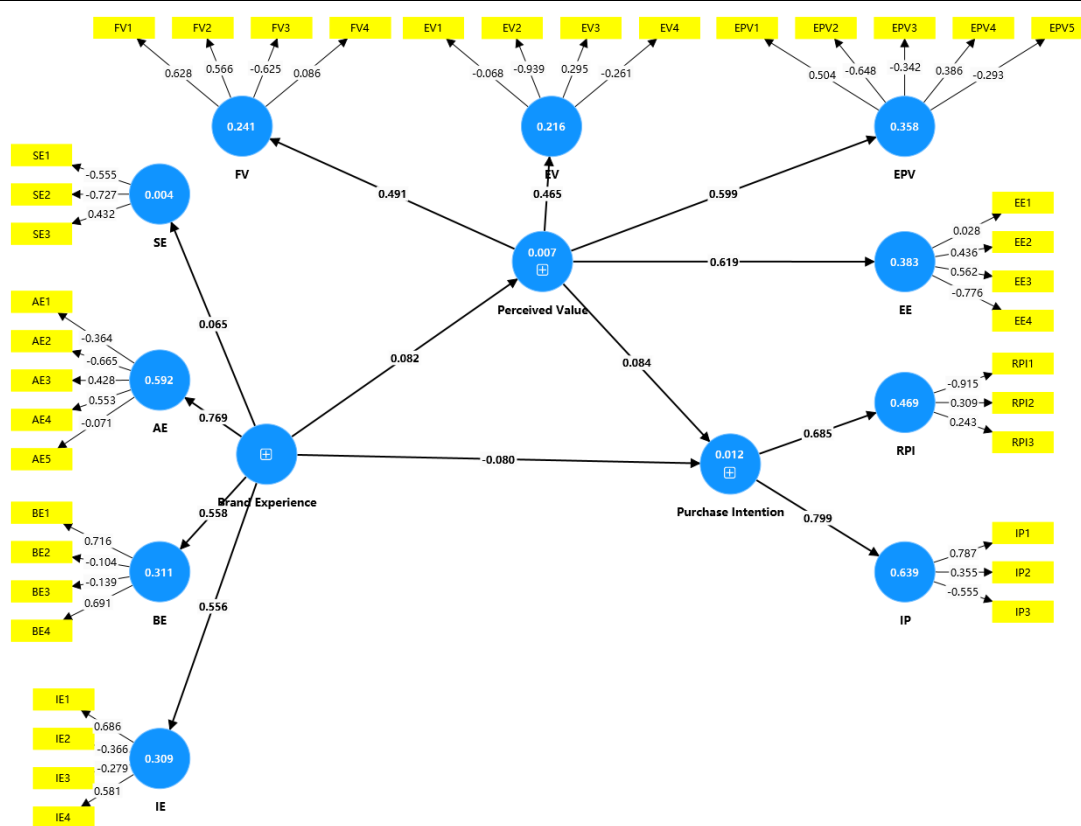 FV1 FV2 FV3 FV4 EV1 EV2 EV3 EV4 EPV1 EPV2 EPV3 EPV4 EPV5
0.628 0.566 -0.625 0.086 -0.068 -0.939 0.295 -0.261 0.504 -0.648 -0.342 0.386 -0.293
0.241 0.216 0.358
FV EV EPV
SE1
SE2
SE3
-0.555
-0.727
0.432
0.004
SE
0.491
0.465
0.599
0.619
0.007
Perceived Value
EE1
EE2
EE3
EE4
0.028
0.436
0.562
-0.776
0.383
EE
AE1
AE2
AE3
AE4
AE5
-0.364
-0.665
0.428
0.553
-0.071
0.592
AE
0.065
0.769
0.082
0.084
Brand Experience
0.558
0.556
-0.080
0.012
Purchase Intention
0.685
0.799
RPI1
RPI2
RPI3
-0.915
0.309
0.243
0.469
RPI
BE1
BE2
BE3
BE4
0.716
-0.104
-0.139
0.691
0.311
BE
IP1
IP2
IP3
0.787
0.355
-0.555
0.639
IP
IE1
IE2
IE3
IE4
0.686
-0.366
-0.279
0.581
0.309
IE